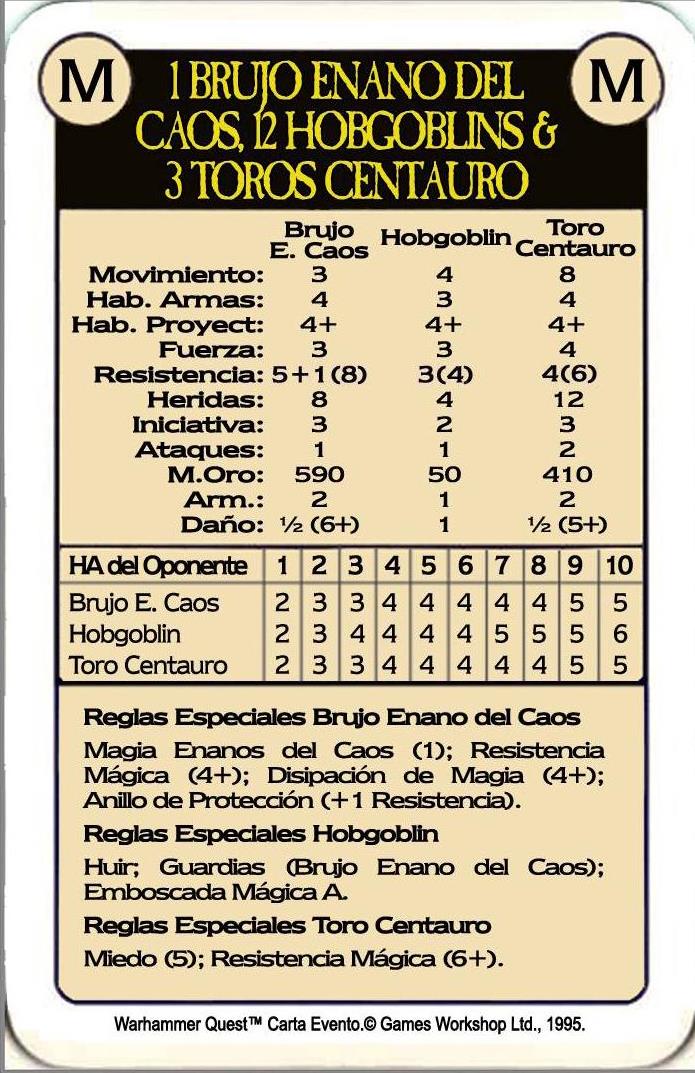 M 1 BRUJO ENANO DEL M
CAOS, 12 HOBGOBLINS &
3 TOROS CENTAURO
Brujo E. Caos Hobgoblin Toro Centauro
Movimiento: 3 4 8
Hab. Armas: 4 3 4
Hab. Proyect: 4+ 4+ 4+
Fuerza: 3 3 4
Resistencia: 5+1(8) 3(4) 4(6)
Heridas: 8 4 12
Iniciativa: 3 2 3
Ataques: 1 1 2
M.Oro: 590 50 410
Arm.: 2 1 2
Daño: ½ (6+) 1 ½ (5+)
HA del Oponente 1 2 3 4 5 6 7 8 9 10
Brujo E. Caos 2 3 3 4 4 4 4 4 5 5
Hobgoblin 2 3 4 4 4 4 5 5 5 6
Toro Centauro 2 3 3 4 4 4 4 4 5 5
Reglas Especiales Brujo Enano del Caos
Magia Enanos del Caos (1); Resistencia
Mágica (4+); Disipación de Magia (4+);
Anillo de Protección (+1 Resistencia).
Reglas Especiales Hobgoblin
Huir; Guardias (Brujo Enano del Caos);
Emboscada Mágica A.
Reglas Especiales Toro Centauro
Miedo (5); Resistencia Mágica (6+).
Warhammer Quest™ Carta Evento.© Games Workshop Ltd., 1995.